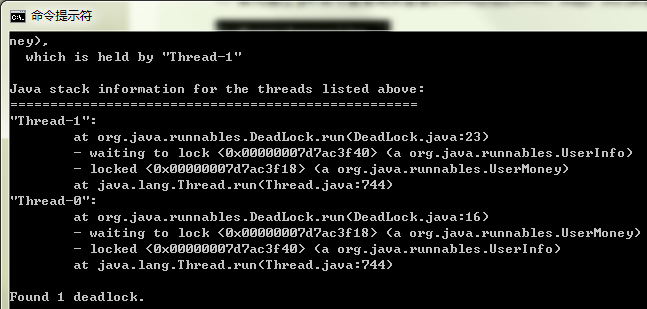 命令提示符
ney),
  which is held by "Thread-1"
Java stack information for the threads listed above:
===================================================
"Thread-1":
        at org.java.runnables.DeadLock.run(DeadLock.java:23)
        - waiting to lock <0x00000007d7ac3f40> (a org.java.runnables.UserInfo)
        - locked <0x00000007d7ac3f18> (a org.java.runnables.UserMoney)
        at java.lang.Thread.run(Thread.java:744)
"Thread-0":
        at org.java.runnables.DeadLock.run(DeadLock.java:16)
        - waiting to lock <0x00000007d7ac3f18> (a org.java.runnables.UserMoney)
        - locked <0x00000007d7ac3f40> (a org.java.runnables.UserInfo)
        at java.lang.Thread.run(Thread.java:744)
Found 1 deadlock.